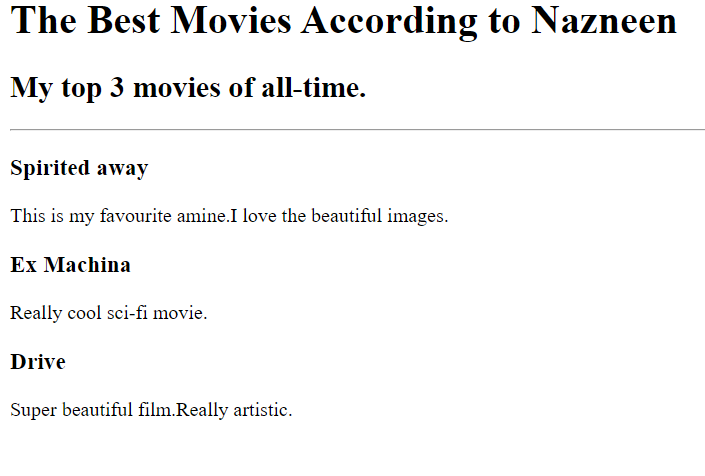 The Best Movies According to Nazneen
My top 3 movies of all-time.
Spirited away
This is my favourite amine.I love the beautiful images.
Ex Machina
Really cool sci-fi movie.
Drive
Super beautiful film.Really artistic.